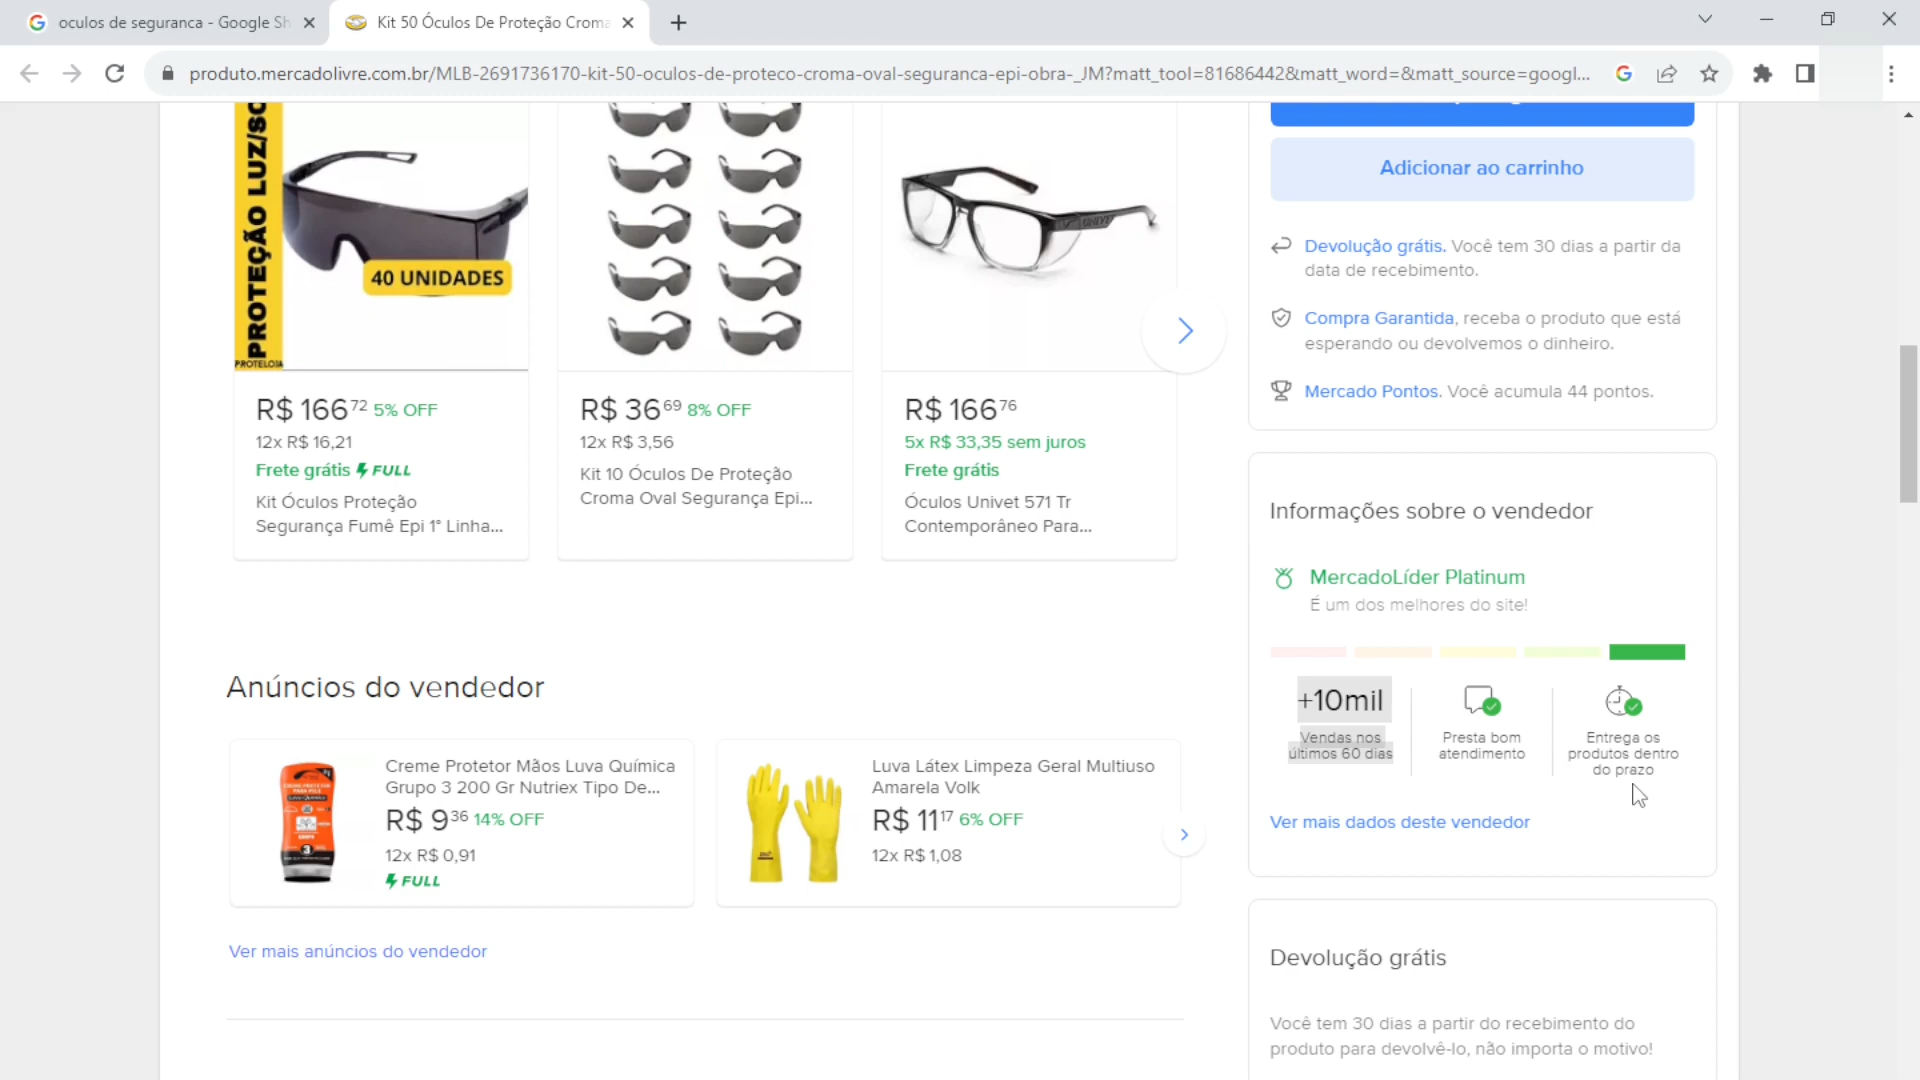 oculos de seguranca - Google Sh
Kit 50 Óculos De Proteção Croma
produto.mercadolivre.com.br/MLB-2691736170-kit-50-oculos-de-proteco-croma-oval-seguranca-epi-obra-_JM?matt_tool=81686442&matt_word=&matt_source=googl...
PROTEÇÃO LUZ/SO
40 UNIDADES
PROTELOJA
R$ 166 72 5% OFF
12x R$ 16,21
Frete grátis FULL
Kit Óculos Proteção
Segurança Fumê Epi 1° Linha...
R$ 36 69 8% OFF
12x R$ 3,56
Kit 10 Óculos De Proteção
Croma Oval Segurança Epi...
R$ 166 76
5x R$ 33,35 sem juros
Frete grátis
Óculos Univet 571 Tr
Contemporâneo Para...
Anúncios do vendedor
Creme Protetor Mãos Luva Química
Grupo 3 200 Gr Nutriex Tipo De...
R$ 9 36 14% OFF
12x R$ 0,91
FULL
Luva Látex Limpeza Geral Multiuso
Amarela Volk
R$ 11 17 6% OFF
12x R$ 1,08
Ver mais anúncios do vendedor
Adicionar ao carrinho
Devolução grátis. Você tem 30 dias a partir da
data de recebimento.
Compra Garantida, receba o produto que está
esperando ou devolvemos o dinheiro.
Mercado Pontos. Você acumula 44 pontos.
Informações sobre o vendedor
MercadoLíder Platinum
É um dos melhores do site!
+10mil
Vendas nos
últimos 60 dias
Presta bom
atendimento
Entrega os
produtos dentro
do prazo
Ver mais dados deste vendedor
Devolução grátis
Você tem 30 dias a partir do recebimento do
produto para devolvê-lo, não importa o motivo!